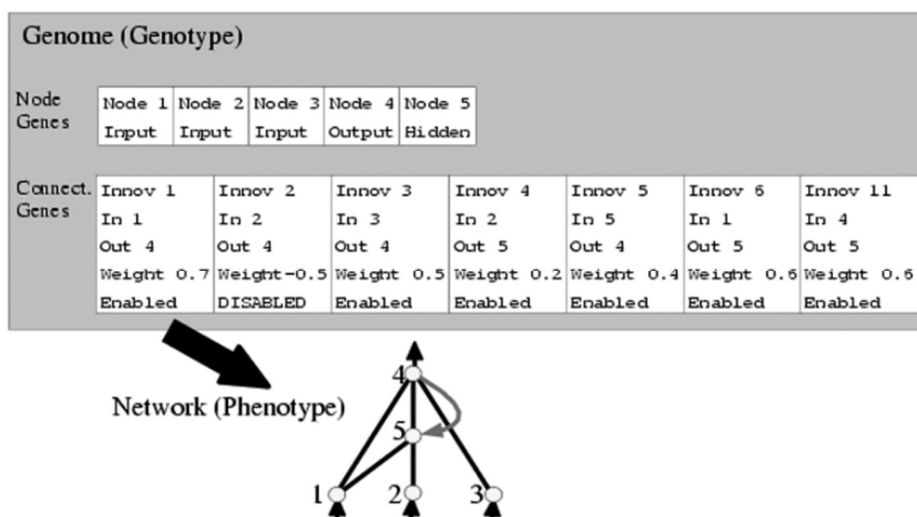 Genome (Genotype)
Node Genes
Node 1 Node 2 Node 3 Node 4 Node 5
Input Input Input Output Hidden
Connect. Genes
Innov 1 Innov 2 Innov 3 Innov 4 Innov 5 Innov 6 Innov 11
In 1 In 2 In 3 In 2 In 5 In 1 In 4
Out 4 Out 4 Out 4 Out 5 Out 4 Out 5 Out 5
Weight 0.7 Weight-0.5 Weight 0.5 Weight 0.2 Weight 0.4 Weight 0.6 Weight 0.6
Enabled DISABLED Enabled Enabled Enabled Enabled Enabled
Network (Phenotype)
4
5
1 2 3